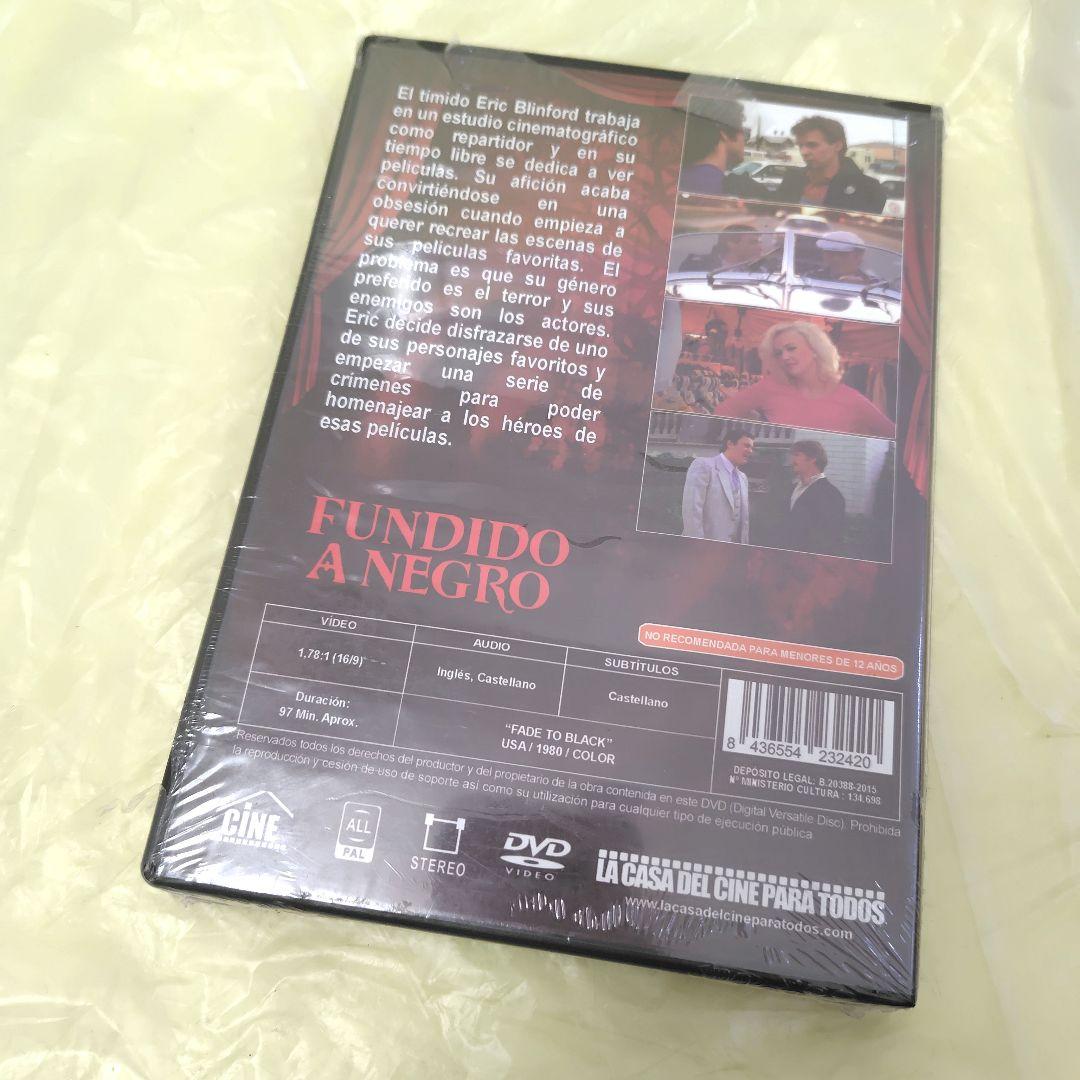 El tímido Eric Blinford trabaja
en un estudio cinematográfico
como repartidor y en su
tiempo libre se dedica a ver
películas. Su afición acaba
convirtiéndose en una
obsesión cuando empieza a
querer recrear las escenas de
sus películas favoritas. El
problema es que su género
preferido es el terror y sus
enemigos son los actores.
Eric decide disfrazarse de uno
de sus personajes favoritos y
empezar una serie de
crímenes para poder
homenajear a los héroes de
esas películas.
FUNDIDO
A NEGRO
NO RECOMENDADA PARA MENORES DE 12 AÑOS
VÍDEO
AUDIO
SUBTÍTULOS
1,78:1 (16/9)
Inglés, Castellano
Castellano
Duración:
97 Min. Aprox.
"FADE TO BLACK"
USA / 1980 / COLOR
8 436554 232420
DEPÓSITO LEGAL: B.20388-2015
Nº MINISTERIO CULTURA : 134.698
Reservados todos los derechos del productor y del propietario de la obra contenida en este DVD (Digital Versatile Disc). Prohibida
la reproducción y cesión de uso de soporte así como su utilización para cualquier tipo de ejecución pública
CINE
ALL
PAL
STEREO
DVD
VIDEO
LA CASA DEL CINE PARA TODOS
www.lacasadelcineparatodos.com